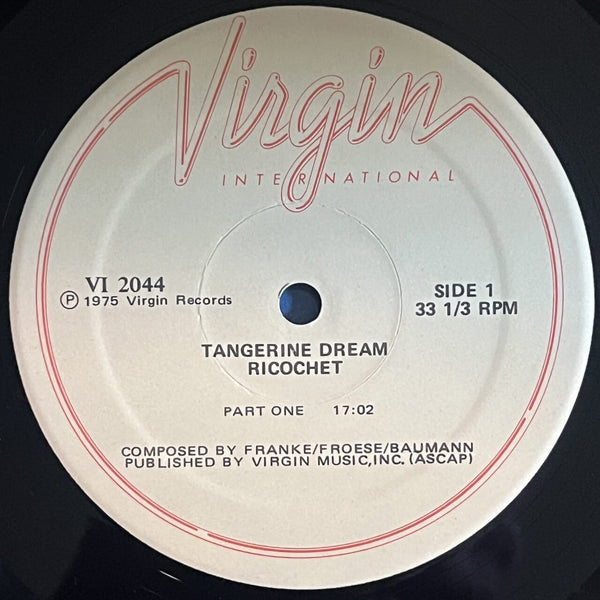 Virgin
INTERNATIONAL
VI 2044
Ⓟ 1975 Virgin Records
SIDE 1
33 1/3 RPM
TANGERINE DREAM
RICOCHET
PART ONE 17:02
COMPOSED BY FRANKE/FROESE/BAUMANN
PUBLISHED BY VIRGIN MUSIC,INC.(ASCAP)